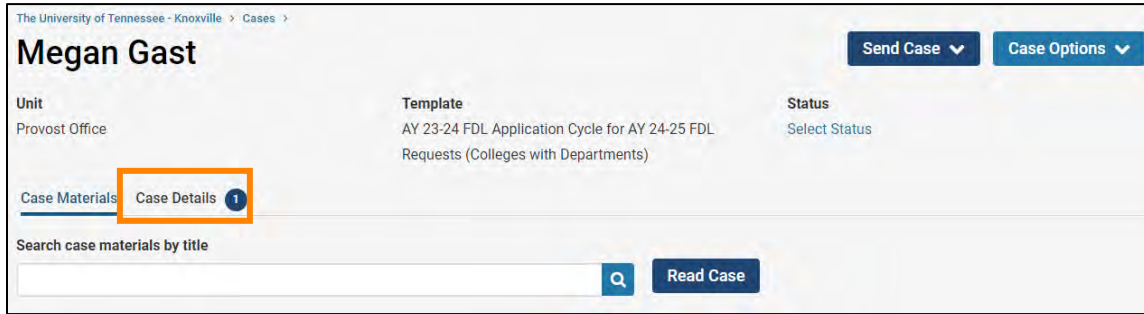 The University of Tennessee - Knoxville > Cases >
Megan Gast
Send Case
Case Options
Unit
Provost Office
Template
AY 23-24 FDL Application Cycle for AY 24-25 FDL
Requests (Colleges with Departments)
Status
Select Status
Case Materials
Case Details 1
Search case materials by title
Read Case